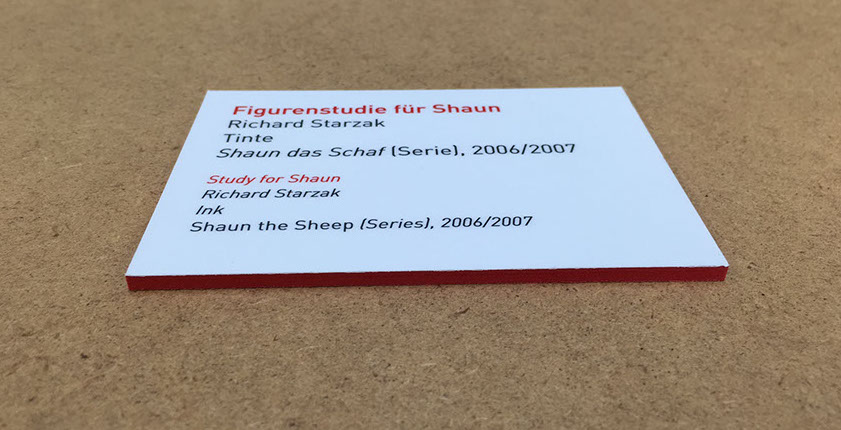 Figurenstudie für Shaun
Richard Starzak
Tinte
Shaun das Schaf (Serie), 2006/2007
Study for Shaun
Richard Starzak
Ink
Shaun the Sheep (Series), 2006/2007